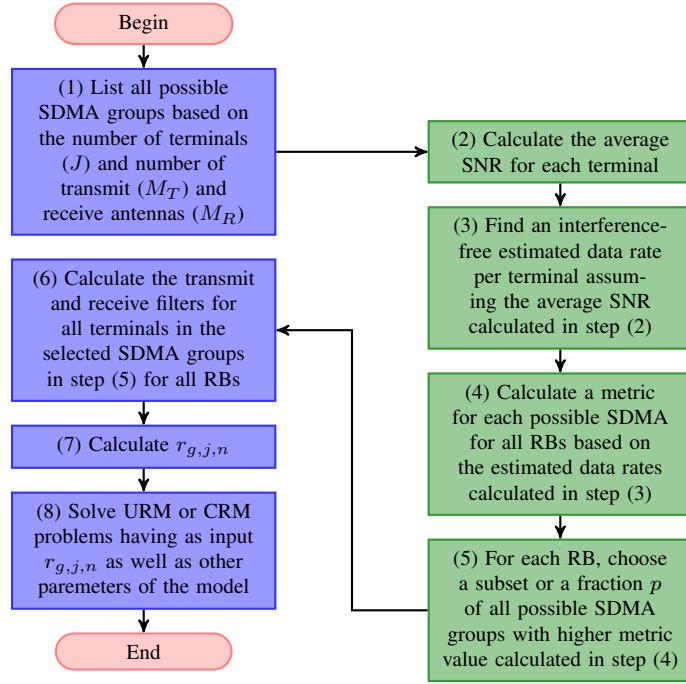 Begin
(1) List all possible
SDMA groups based on
the number of terminals
(J) and number of
transmit (M_T) and
receive antennas (M_R)
(2) Calculate the average
SNR for each terminal
(3) Find an interference-
free estimated data rate
per terminal assum-
ing the average SNR
calculated in step (2)
(4) Calculate a metric
for each possible SDMA
for all RBs based on
the estimated data rates
calculated in step (3)
(5) For each RB, choose
a subset or a fraction p
of all possible SDMA
groups with higher metric
value calculated in step (4)
(6) Calculate the transmit
and receive filters for
all terminals in the
selected SDMA groups
in step (5) for all RBs
(7) Calculate r_{g,j,n}
(8) Solve URM or CRM
problems having as input
r_{g,j,n} as well as other
paremeters of the model
End